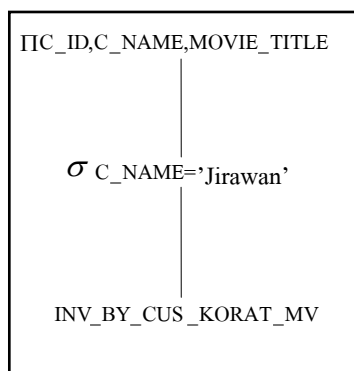 ΠC_ID,C_NAME,MOVIE_TITLE
σ C_NAME=’Jirawan’
INV_BY_CUS_KORAT_MV